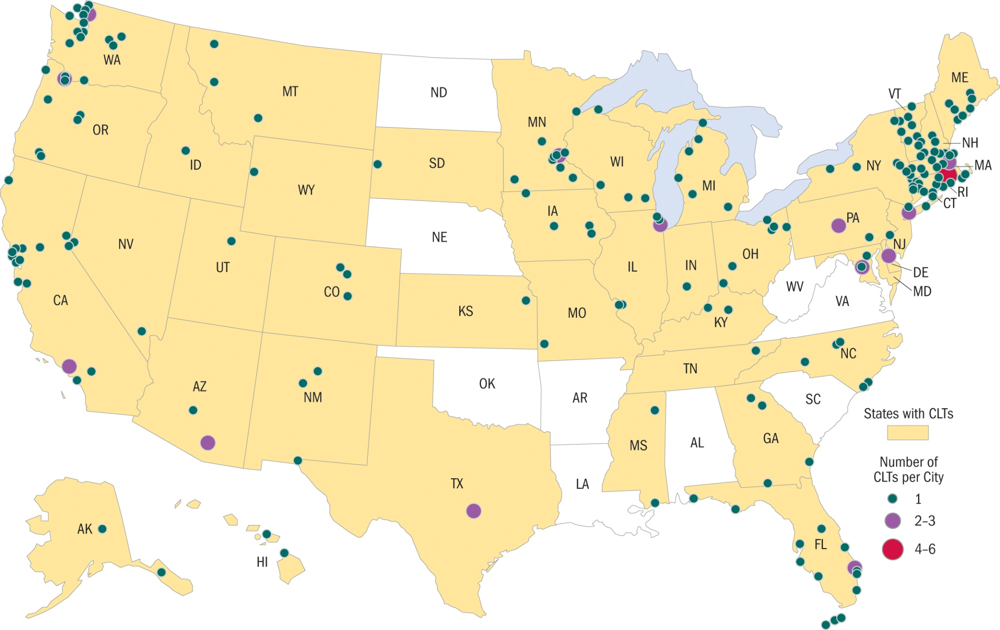 WA
MT
ND
MN
ME
VT
OR
ID
SD
WI
NH
MI
NY
MA
WY
RI
CT
IA
PA
NE
NV
NJ
UT
OH
IL
IN
DE
CO
WV
MD
CA
KS
MO
VA
KY
NC
TN
AZ
NM
OK
AR
SC
States with CLTs
MS
AL
GA
Number of
CLTs per City
TX
LA
1
2–3
AK
FL
4–6
HI